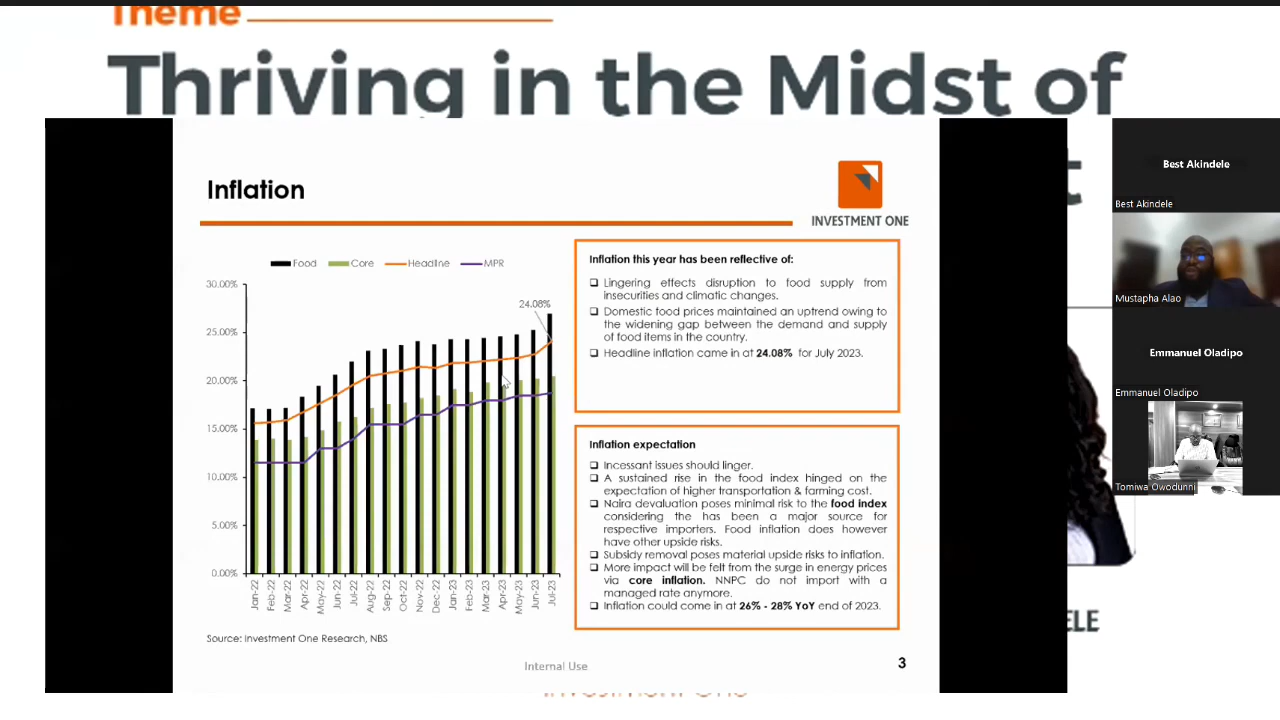 Theme
Thriving in the Midst of
Inflation
INVESTMENT ONE
Food Core Headline MPR
24.08%
30.00%
25.00%
20.00%
15.00%
10.00%
5.00%
0.00%
Jan-22
Feb-22
Mar-22
Apr-22
May-22
Jun-22
Jul-22
Aug-22
Sep-22
Oct-22
Nov-22
Dec-22
Jan-23
Feb-23
Mar-23
Apr-23
May-23
Jun-23
Jul-23
Source: Investment One Research, NBS
Inflation this year has been reflective of:
Lingering effects disruption to food supply from
insecurities and climatic changes.
Domestic food prices maintained an uptrend owing to
the widening gap between the demand and supply
of food items in the country.
Headline inflation came in at 24.08% for July 2023.
Inflation expectation
Incessant issues should linger.
A sustained rise in the food index hinged on the
expectation of higher transportation & farming cost.
Naira devaluation poses minimal risk to the food index
considering the has been a major source for
respective importers. Food inflation does however
have other upside risks.
Subsidy removal poses material upside risks to inflation.
More impact will be felt from the surge in energy prices
via core inflation. NNPC do not import with a
managed rate anymore.
Inflation could come in at 26% - 28% YoY end of 2023.
Internal Use
3
Best Akindele
Best Akindele
Mustapha Alao
Emmanuel Oladipo
Emmanuel Oladipo
Tomiwa Owodunni